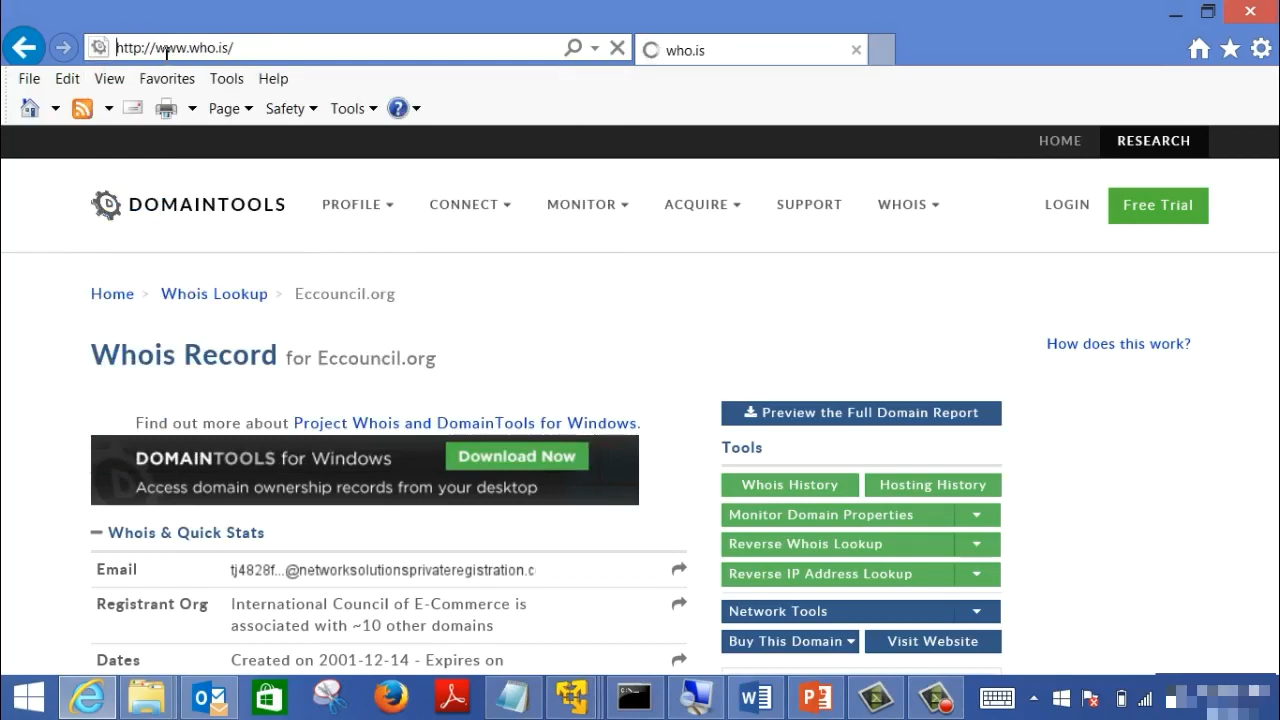 http://www.who.is/
who.is
File Edit View Favorites Tools Help
Page Safety Tools
HOME RESEARCH
DOMAINTOOLS PROFILE CONNECT MONITOR ACQUIRE SUPPORT WHOIS LOGIN Free Trial
Home > Whois Lookup > Eccouncil.org
Whois Record for Eccouncil.org
How does this work?
Find out more about Project Whois and DomainTools for Windows.
DOMAINTOOLS for Windows Download Now
Access domain ownership records from your desktop
Whois & Quick Stats
Email tj4828f...@networksolutionsprivateregistration.c
Registrant Org International Council of E-Commerce is
associated with ~10 other domains
Dates Created on 2001-12-14 - Expires on
Preview the Full Domain Report
Tools
Whois History Hosting History
Monitor Domain Properties
Reverse Whois Lookup
Reverse IP Address Lookup
Network Tools
Buy This Domain Visit Website